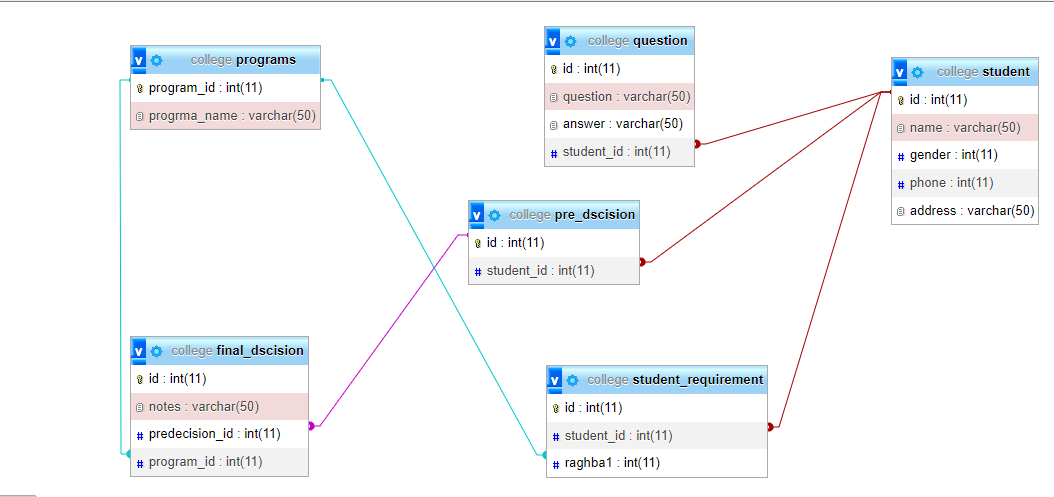 v college programs
program_id : int(11)
progrma_name : varchar(50)
v college question
id : int(11)
question : varchar(50)
answer : varchar(50)
# student_id : int(11)
v college student
id : int(11)
name : varchar(50)
# gender : int(11)
# phone : int(11)
address : varchar(50)
v college pre_dscision
id : int(11)
# student_id : int(11)
v college final_dscision
id : int(11)
notes : varchar(50)
# predecision_id : int(11)
# program_id : int(11)
v college student_requirement
id : int(11)
# student_id : int(11)
# raghba1 : int(11)